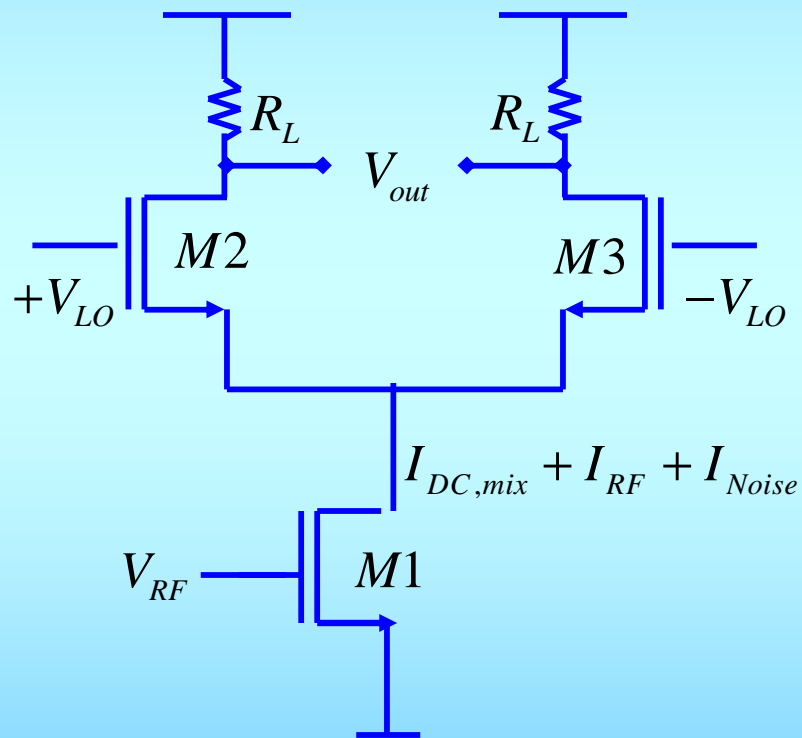 R_L R_L
V_out
M2 M3
+V_LO −V_LO
I_DC,mix + I_RF + I_Noise
V_RF M1